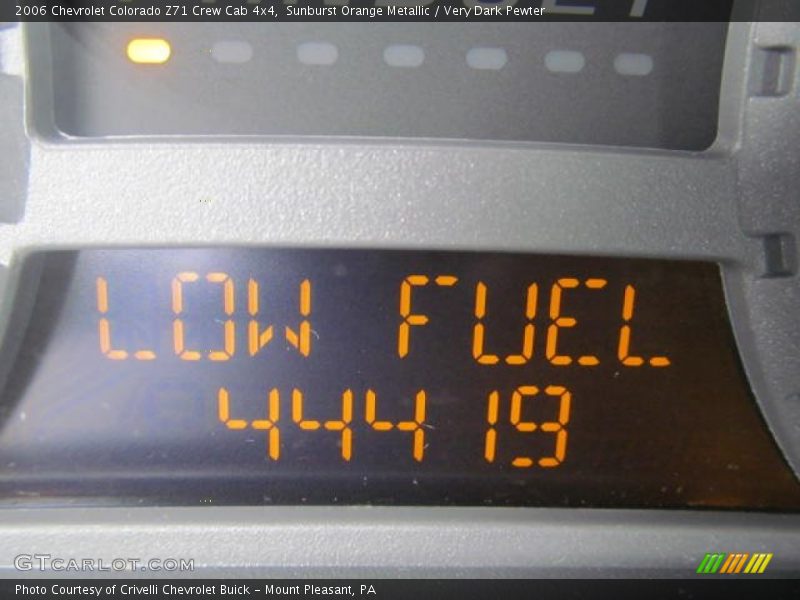 2006 Chevrolet Colorado Z71 Crew Cab 4x4, Sunburst Orange Metallic / Very Dark Pewter
LOW FUEL
44419
GTCARLOT.COM
Photo Courtesy of Crivelli Chevrolet Buick - Mount Pleasant, PA